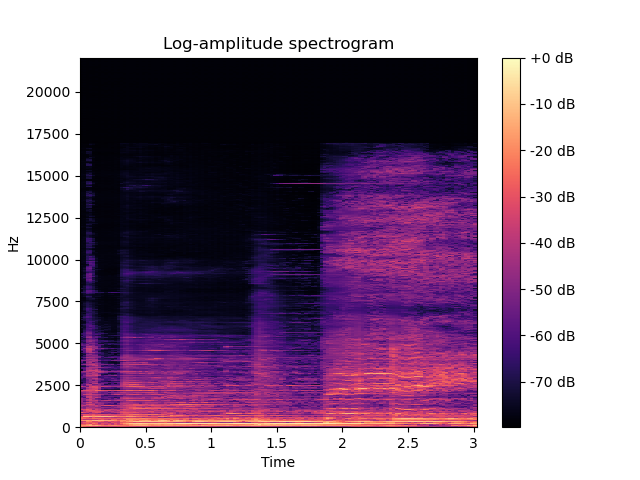 Log-amplitude spectrogram
Hz
20000
17500
15000
12500
10000
7500
5000
2500
0
0 0.5 1 1.5 2 2.5 3
Time
+0 dB
-10 dB
-20 dB
-30 dB
-40 dB
-50 dB
-60 dB
-70 dB